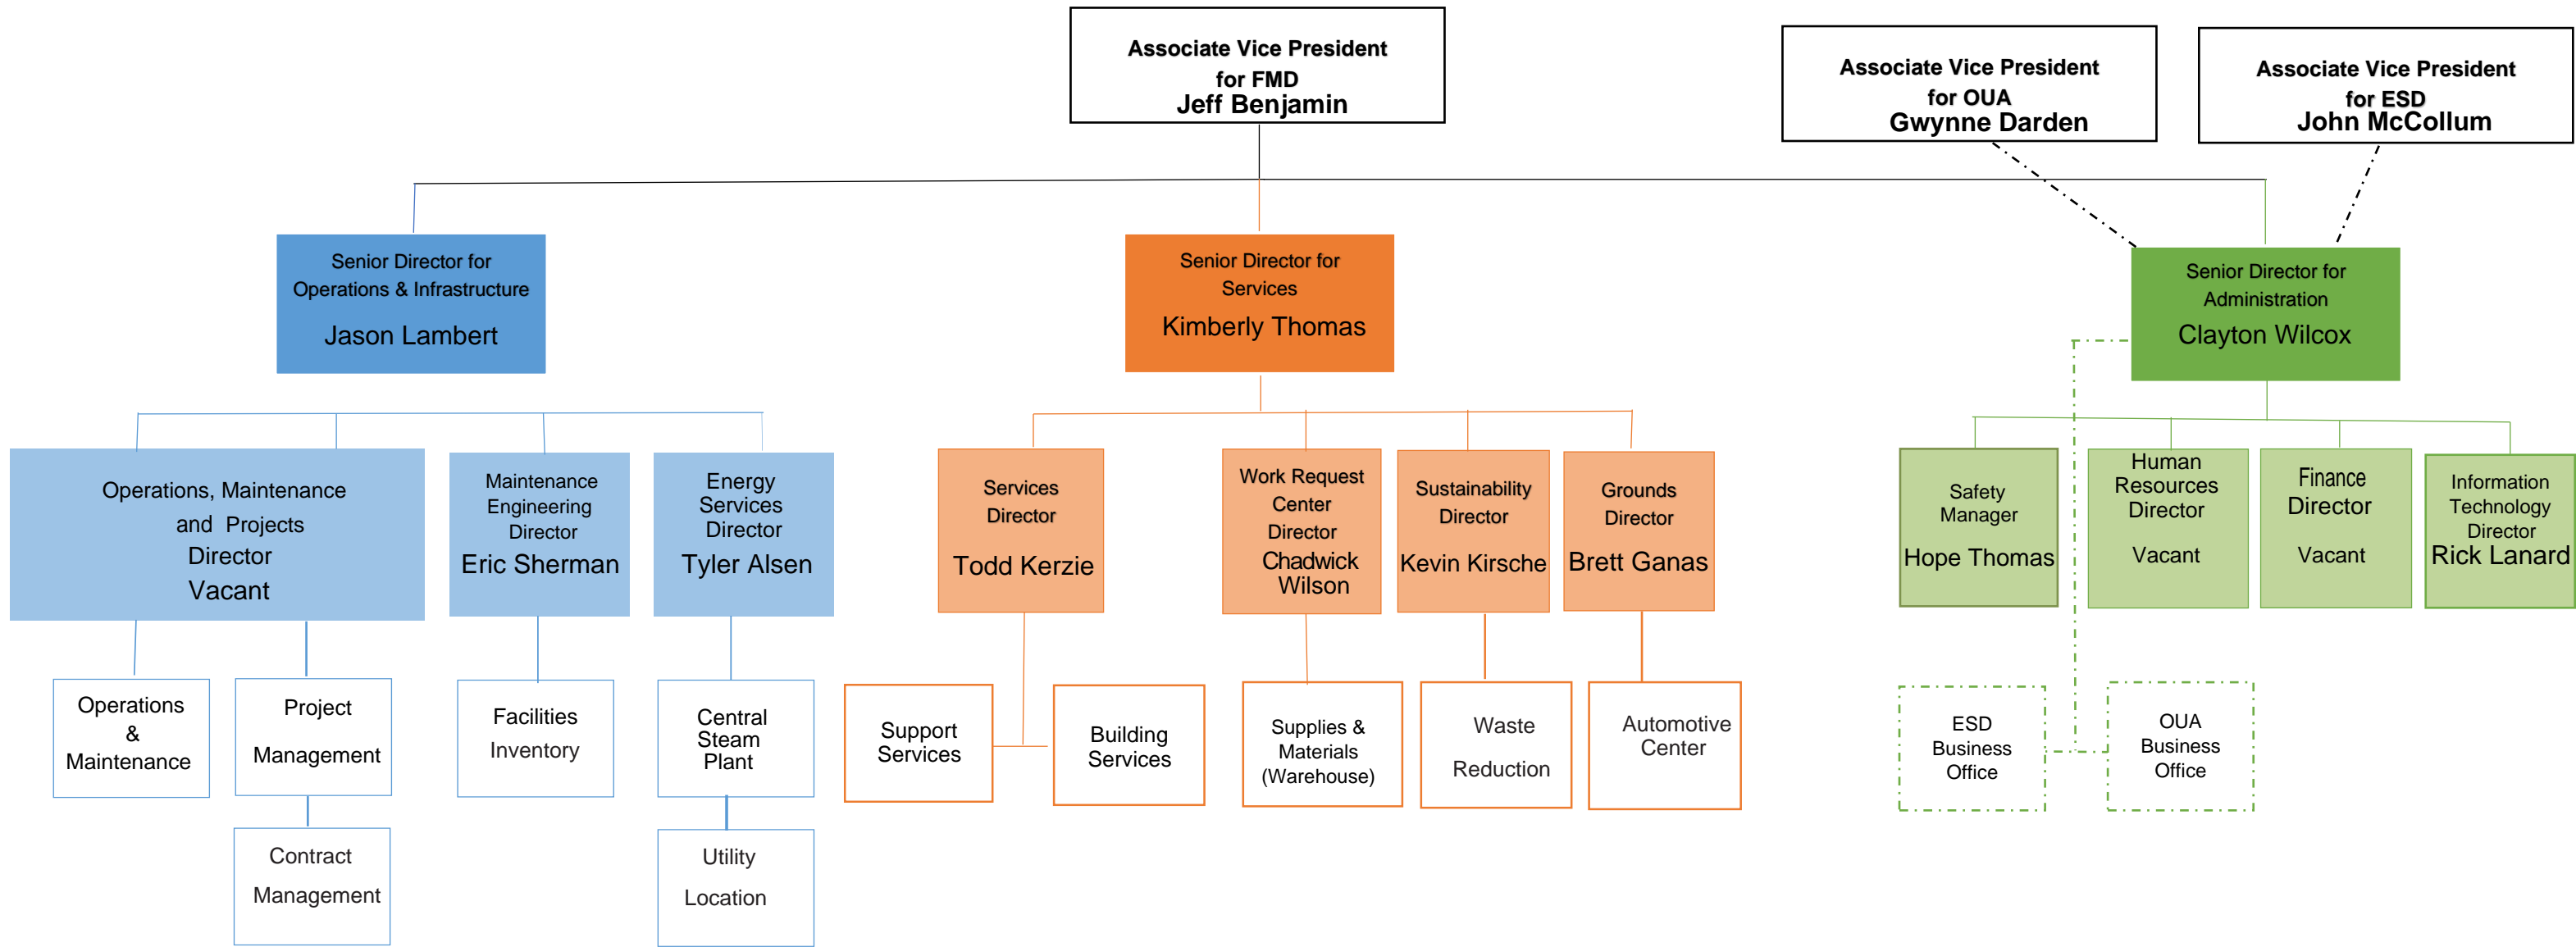 Associate Vice President
for FMD
Jeff Benjamin
Associate Vice President
for OUA
Gwynne Darden
Associate Vice President
for ESD
John McCollum
Senior Director for
Operations & Infrastructure
Jason Lambert
Senior Director for
Services
Kimberly Thomas
Senior Director for
Administration
Clayton Wilcox
Operations, Maintenance
and Projects
Director
Vacant
Maintenance
Engineering
Director
Eric Sherman
Energy
Services
Director
Tyler Alsen
Services
Director
Todd Kerzie
Work Request
Center
Director
Chadwick
Wilson
Sustainability
Director
Kevin Kirsche
Grounds
Director
Brett Ganas
Safety
Manager
Hope Thomas
Human
Resources
Director
Vacant
Finance
Director
Vacant
Information
Technology
Director
Rick Lanard
Operations
&
Maintenance
Project
Management
Facilities
Inventory
Central
Steam
Plant
Support
Services
Building
Services
Supplies &
Materials
(Warehouse)
Waste
Reduction
Automotive
Center
ESD
Business
Office
OUA
Business
Office
Contract
Management
Utility
Location